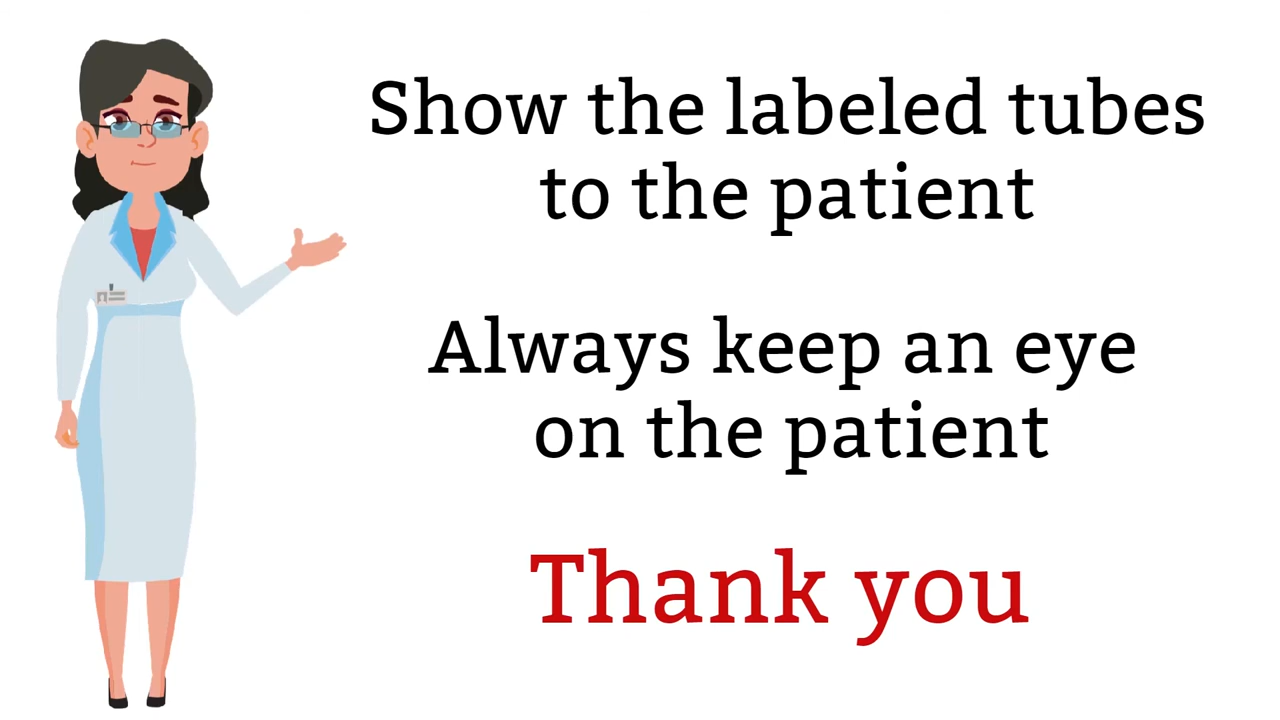 Show the labeled tubes
to the patient
Always keep an eye
on the patient
Thank you